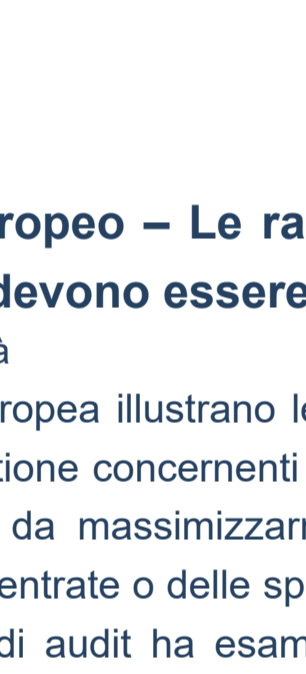 ropeo – Le ra
devono essere
à
ropea illustrano le
tione concernenti
da massimizzarn
entrate o delle sp
di audit ha esam